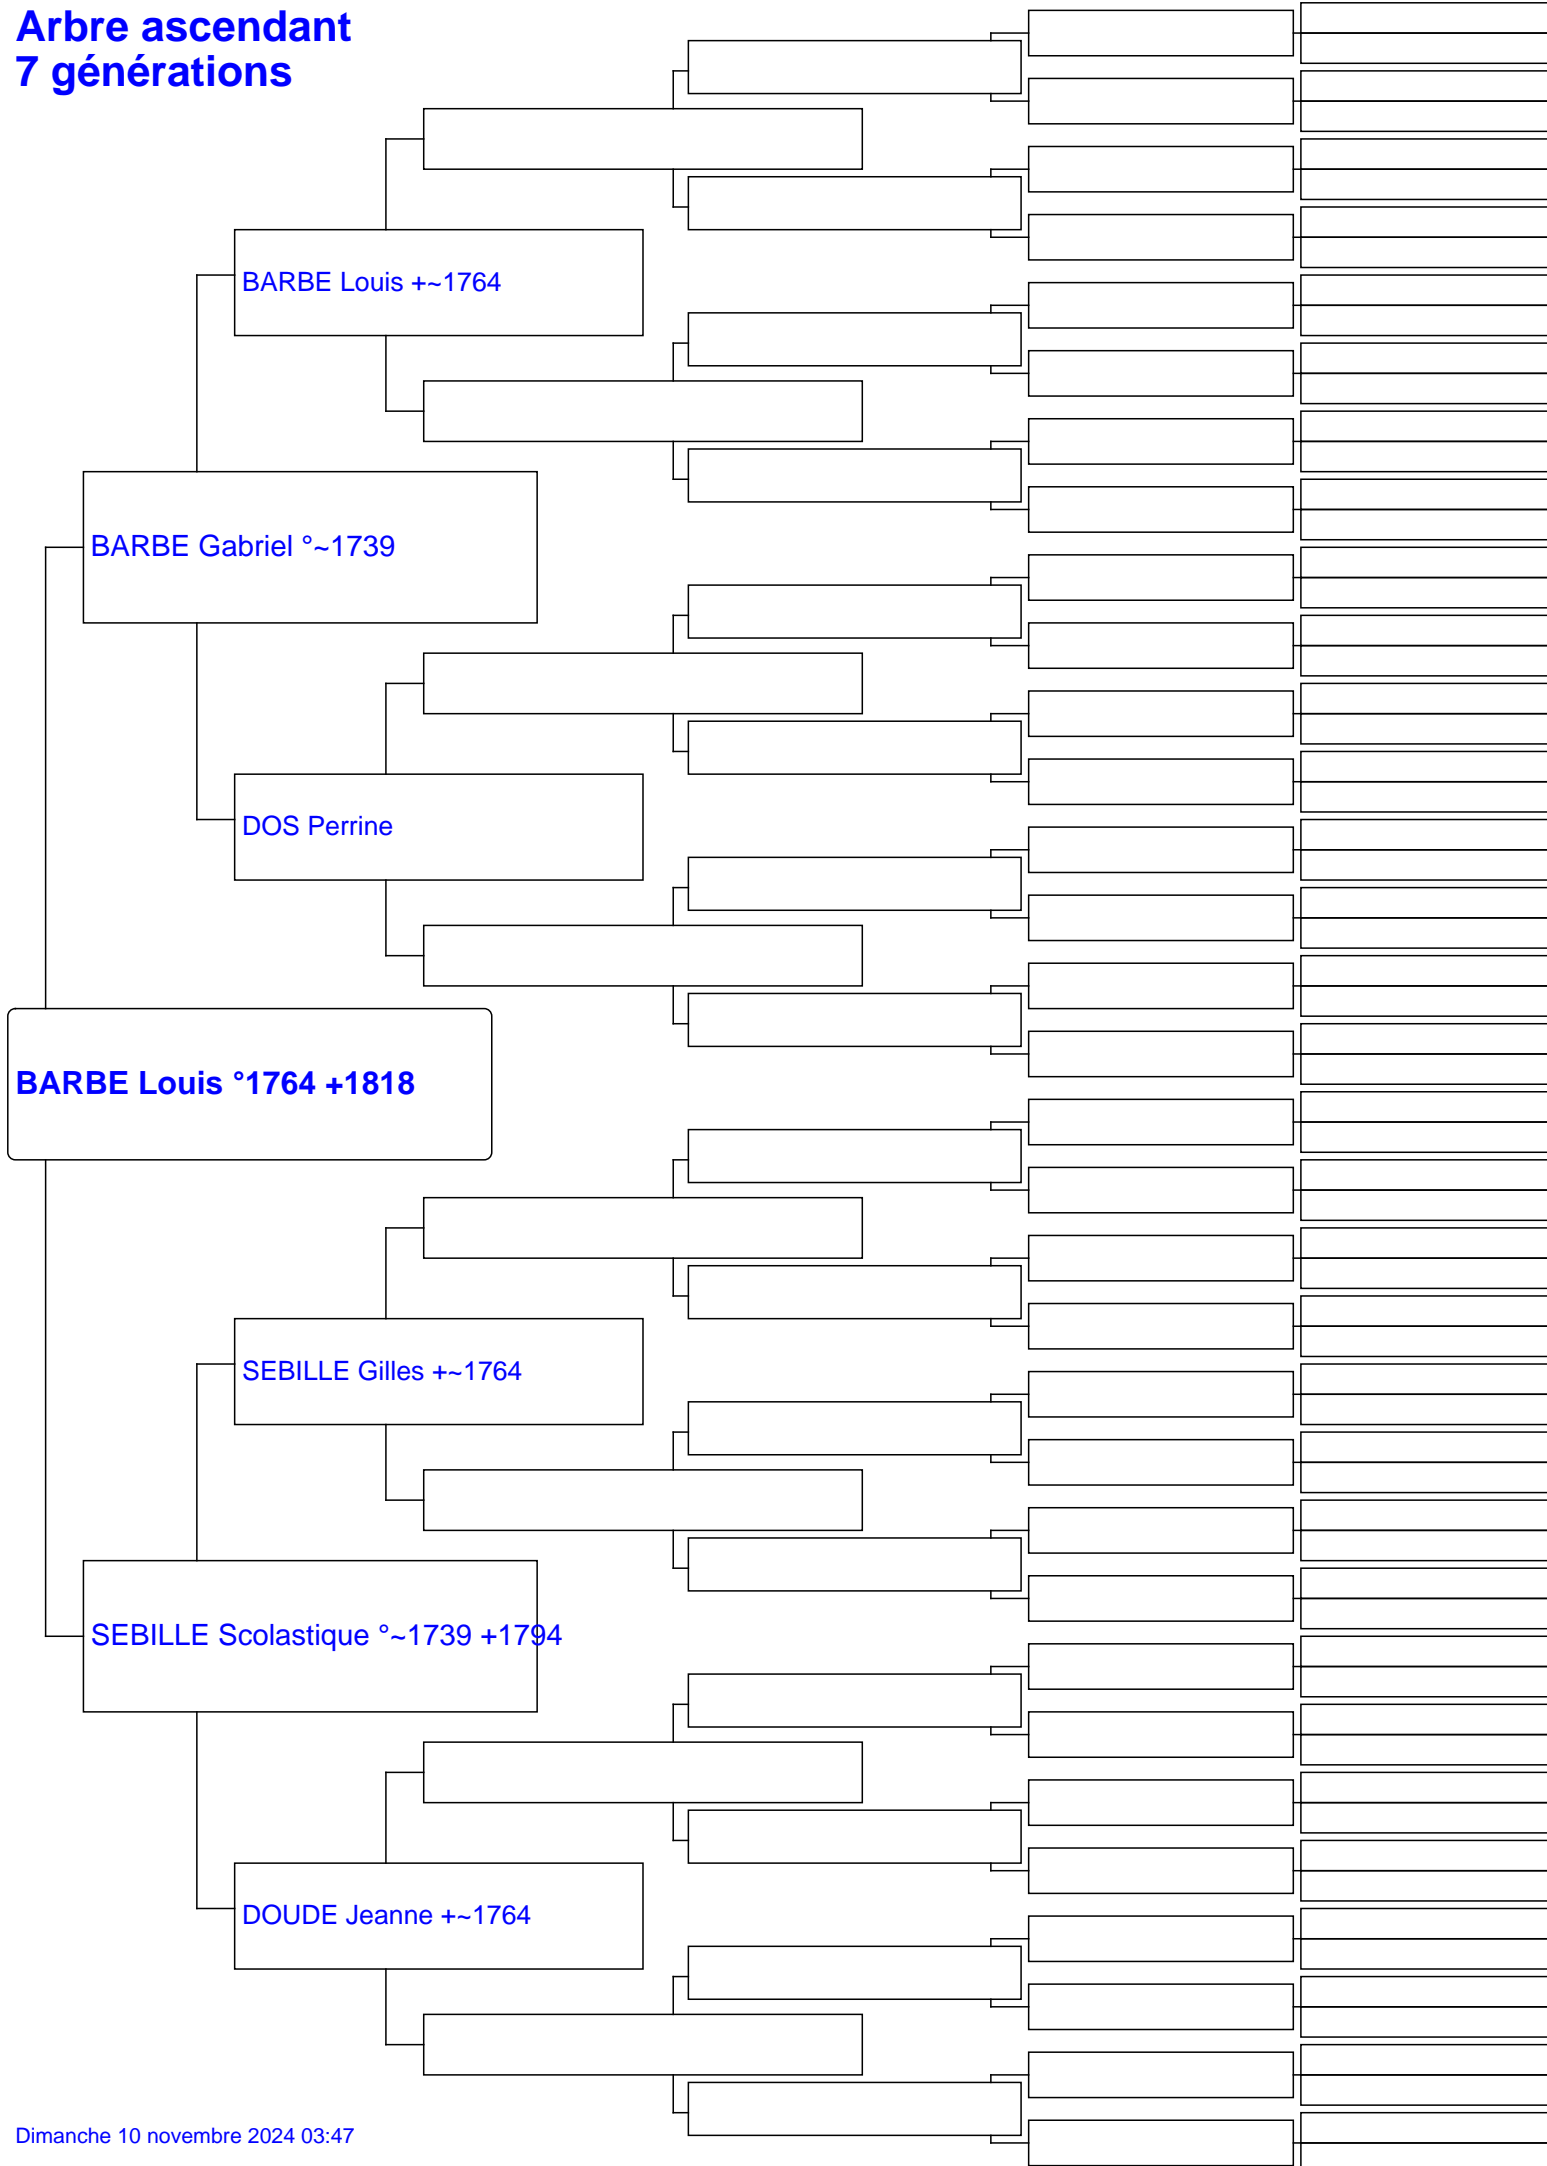 Arbre ascendant
7 générations
BARBE Louis +~1764
BARBE Gabriel °~1739
DOS Perrine
BARBE Louis °1764 +1818
SEBILLE Gilles +~1764
SEBILLE Scolastique °~1739 +1794
DOUDE Jeanne +~1764
Dimanche 10 novembre 2024 03:47